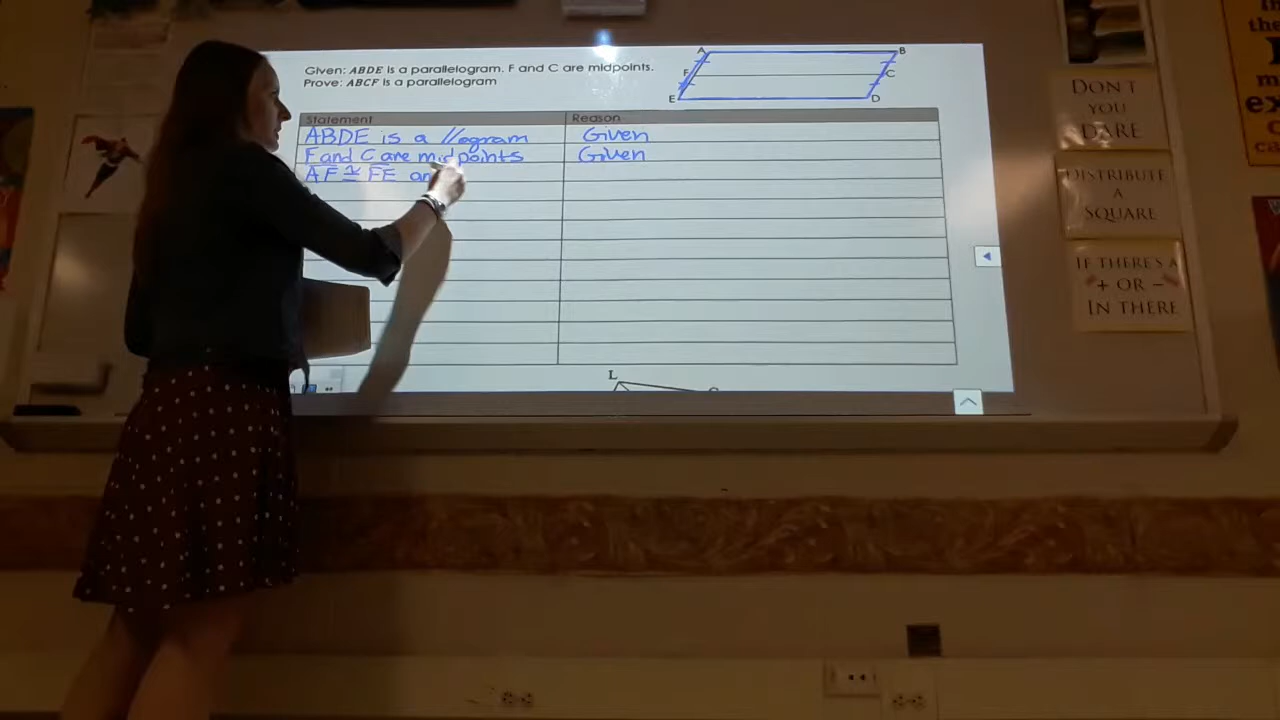 Given: ABDE is a parallelogram. F and C are midpoints.
Prove: ABCF is a parallelogram
A B
F C
E D
Statement Reason
ABDE is a //ogram Given
F and C are midpoints Given
AF ≅ FE an
L
DON'T
YOU
DARE
DISTRIBUTE
A
SQUARE
IF THERE'S A
+ OR −
IN THERE